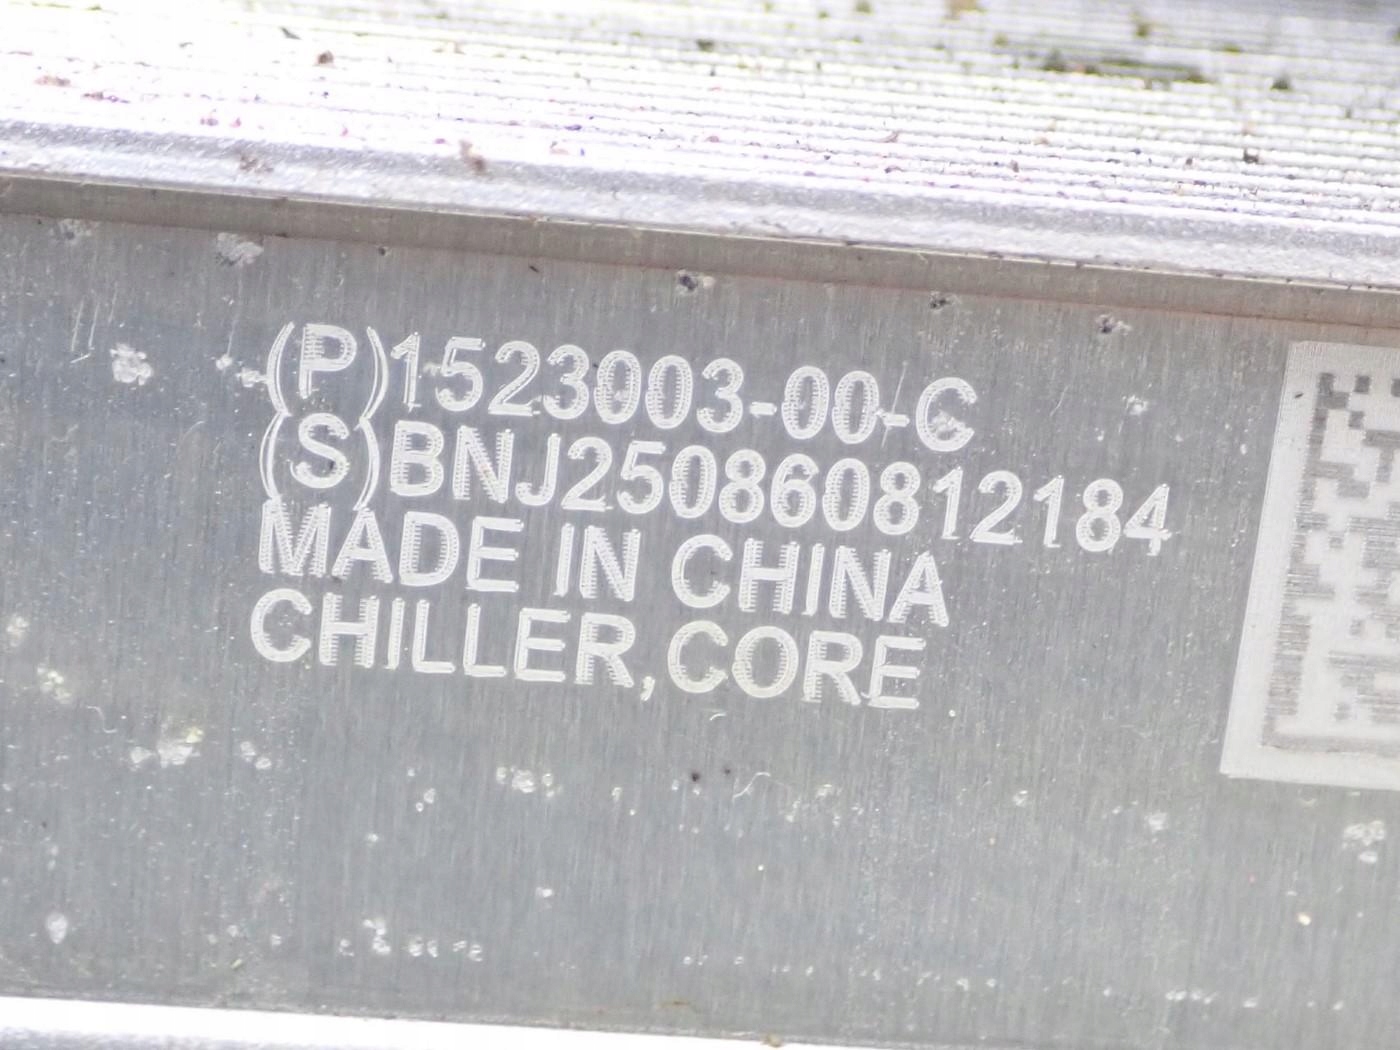 (P)1523003-00-C
(S)BNJ250860812184
MADE IN CHINA
CHILLER,CORE